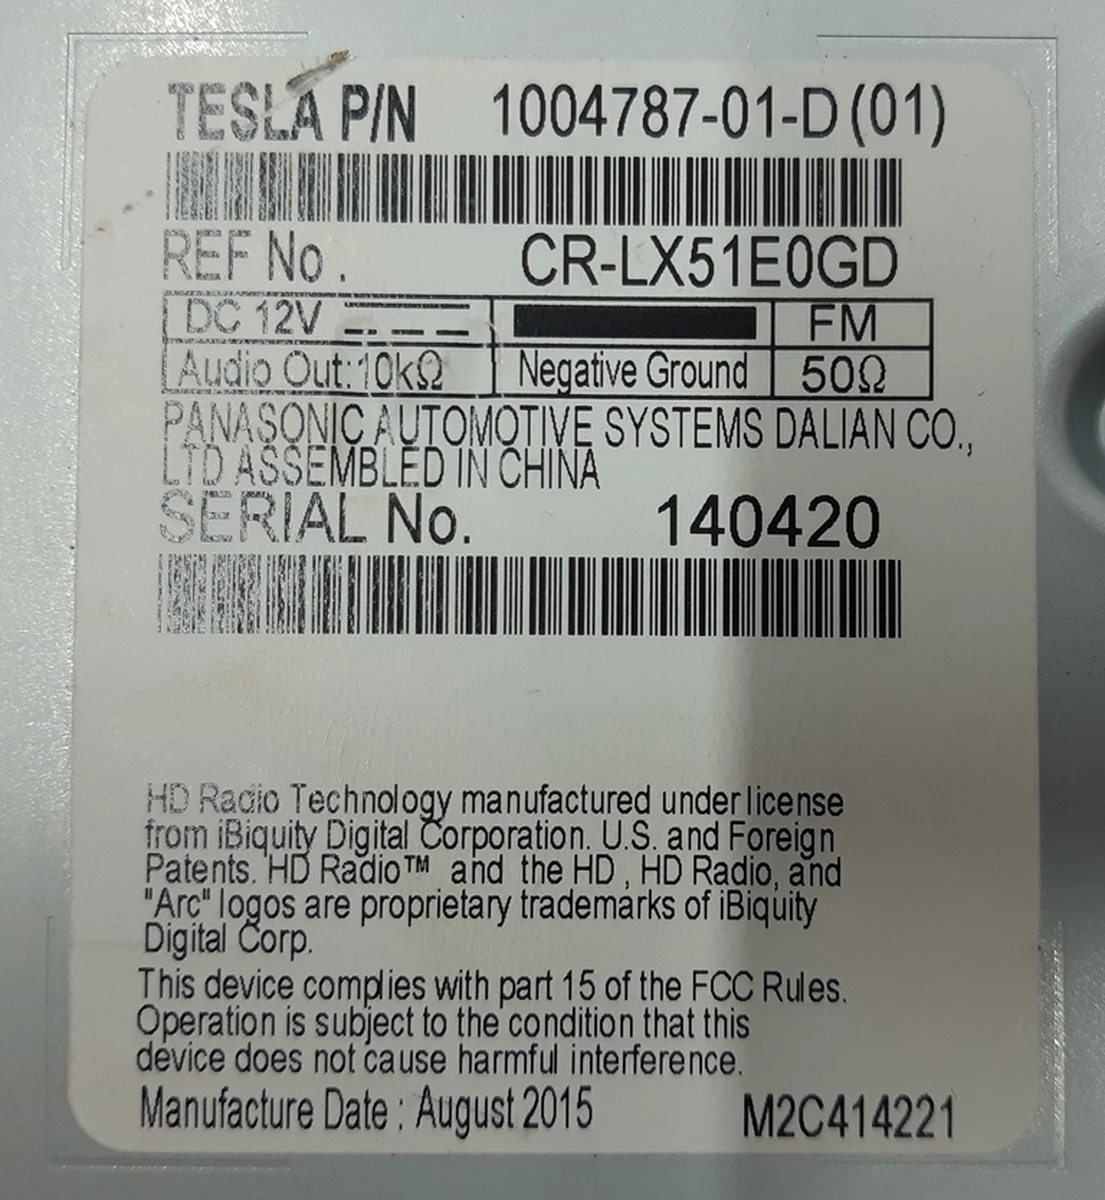 TESLA P/N 1004787-01-D (01)
REF No. CR-LX51E0GD
DC 12V FM
Audio Out:10kΩ Negative Ground 50Ω
PANASONIC AUTOMOTIVE SYSTEMS DALIAN CO.,
LTD ASSEMBLED IN CHINA
SERIAL No. 140420
HD Radio Technology manufactured under license
from iBiquity Digital Corporation. U.S. and Foreign
Patents. HD Radio™ and the HD, HD Radio, and
"Arc" logos are proprietary trademarks of iBiquity
Digital Corp.
This device complies with part 15 of the FCC Rules.
Operation is subject to the condition that this
device does not cause harmful interference.
Manufacture Date : August 2015 M2C414221